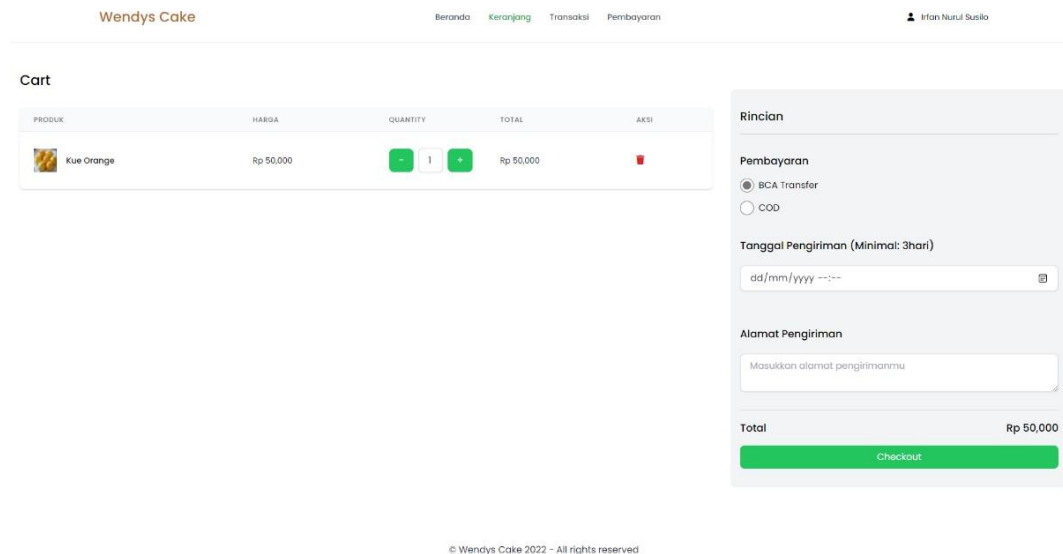 Wendys Cake
Beranda Keranjang Transaksi Pembayaran
Irfan Nurul Susilo
Cart
PRODUK HARGA QUANTITY TOTAL AKSI
Kue Orange Rp 50,000 - 1 + Rp 50,000
Rincian
Pembayaran
BCA Transfer
COD
Tanggal Pengiriman (Minimal: 3hari)
dd/mm/yyyy --:--
Alamat Pengiriman
Masukkan alamat pengirimanmu
Total Rp 50,000
Checkout
© Wendys Cake 2022 - All rights reserved